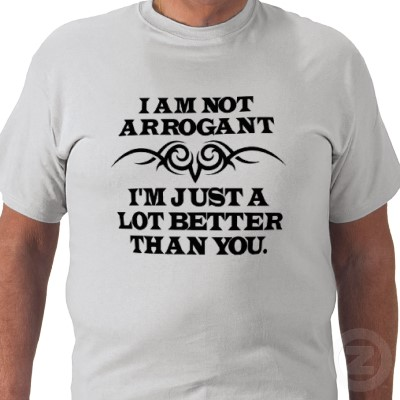 I AM NOT
ARROGANT
I'M JUST A
LOT BETTER
THAN YOU.